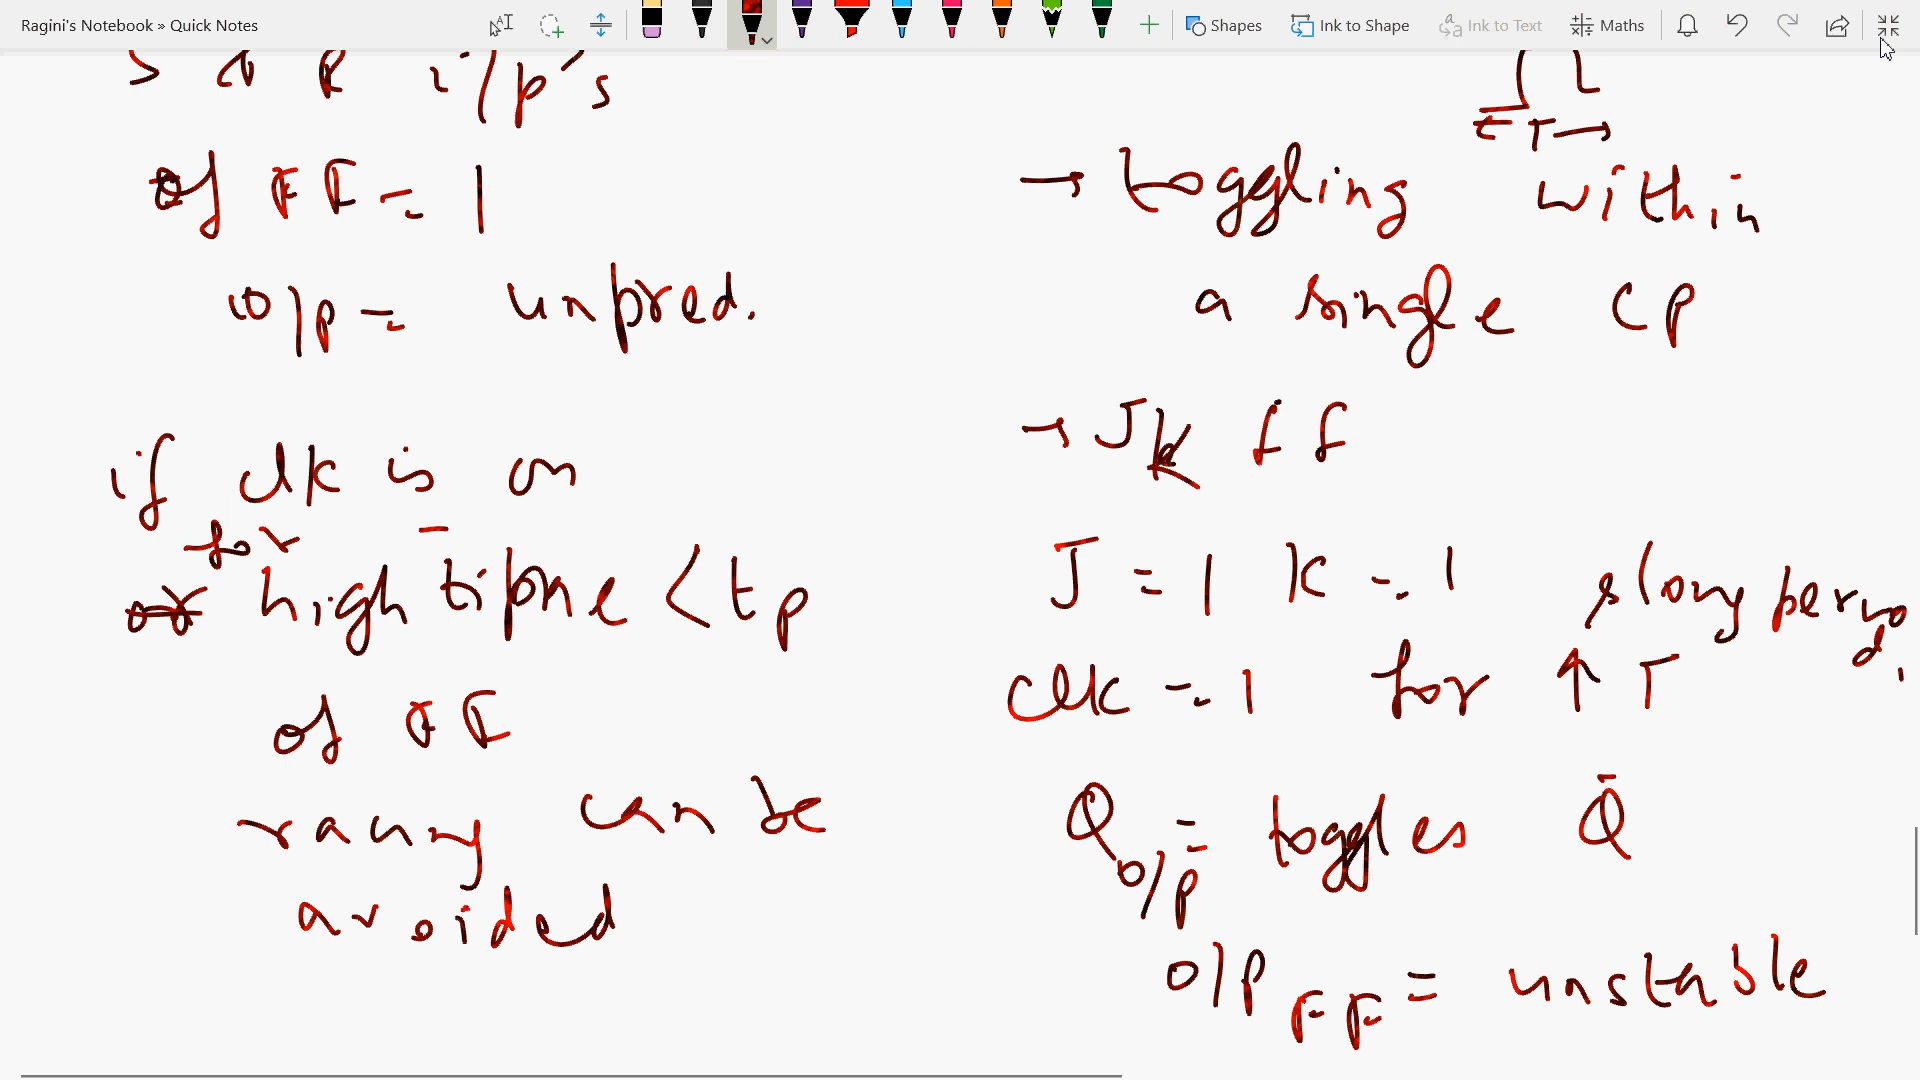 Ragini's Notebook » Quick Notes
Shapes Ink to Shape Ink to Text Maths
S & R i/p's
of FF = 1
o/p = unpred.
if clk is on
for
high time < tp
of FF
racing can be
avoided
← T →
→ toggling within
a single CP
→ JK FF
J = 1 K = 1
long period.
clk = 1 for ↑ T
Q o/p = toggles Q̄
o/p FF = unstable